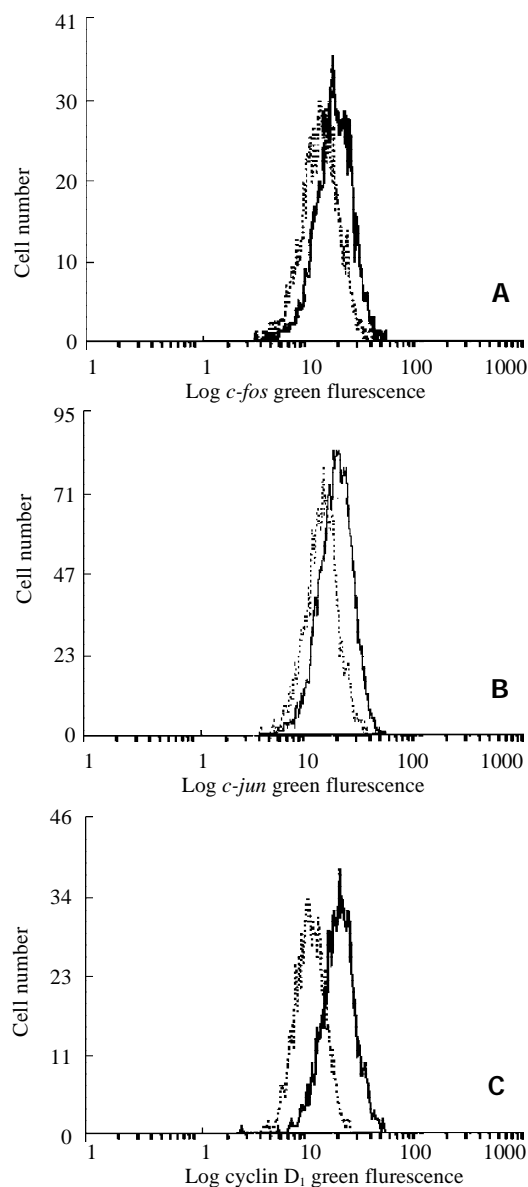 41
30
20
10
0
Cell number
A
1 1 10 100 1000
Log c-fos green flurescence
95
71
47
23
0
Cell number
B
1 1 10 100 1000
Log c-jun green flurescence
46
34
23
11
0
Cell number
C
1 1 10 100 1000
Log cyclin D₁ green flurescence